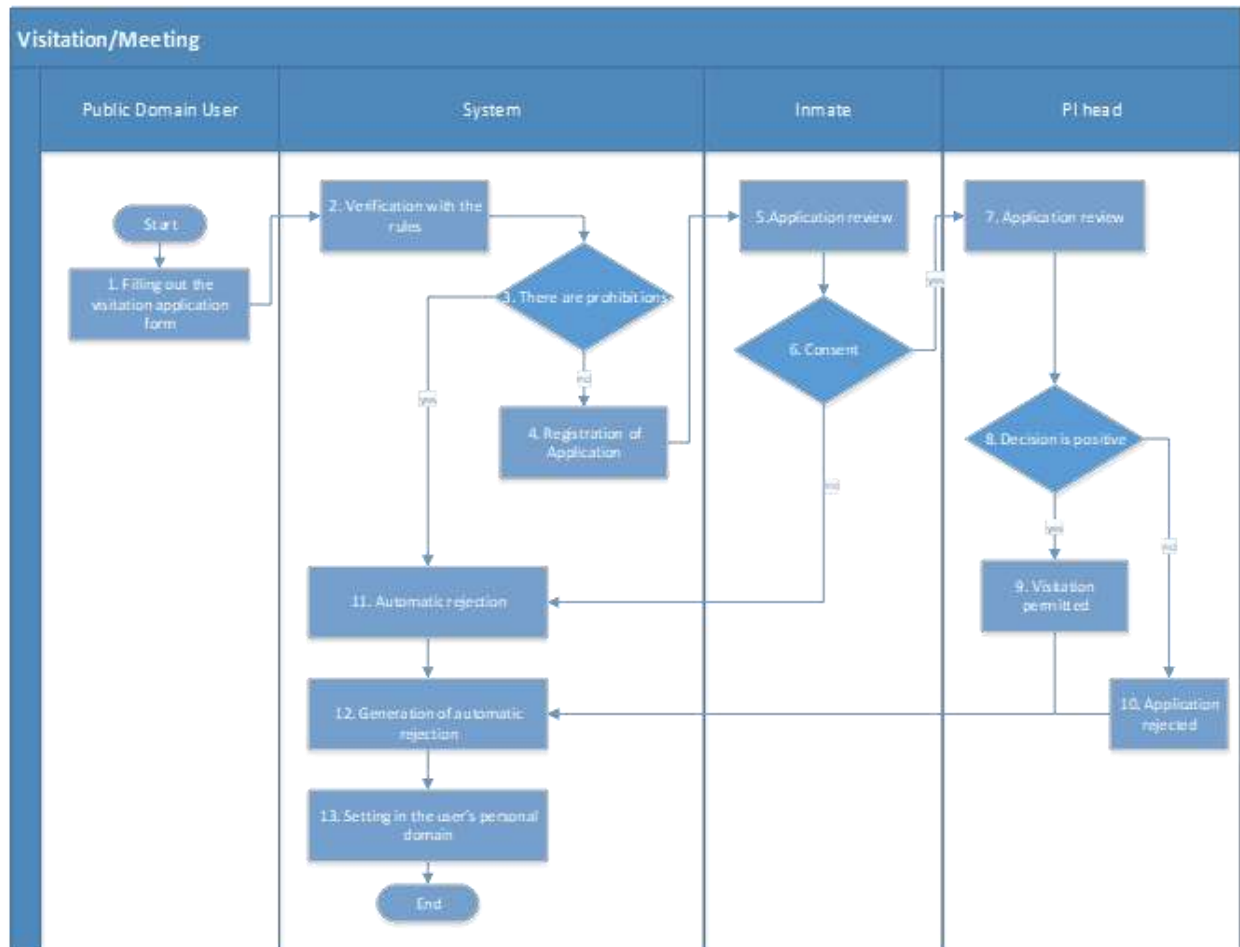 Visitation/Meeting
Public Domain User
System
Inmate
PI head
Start
1. Filling out the
visitation application
form
2. Verification with the
rules
3. There are prohibitions
yes
no
4. Registration of
Application
5.Application review
6. Consent
yes
no
7. Application review
8. Decision is positive
yes
no
9. Visitation
permitted
10. Application
rejected
11. Automatic rejection
12. Generation of automatic
rejection
13. Setting in the user's personal
domain
End